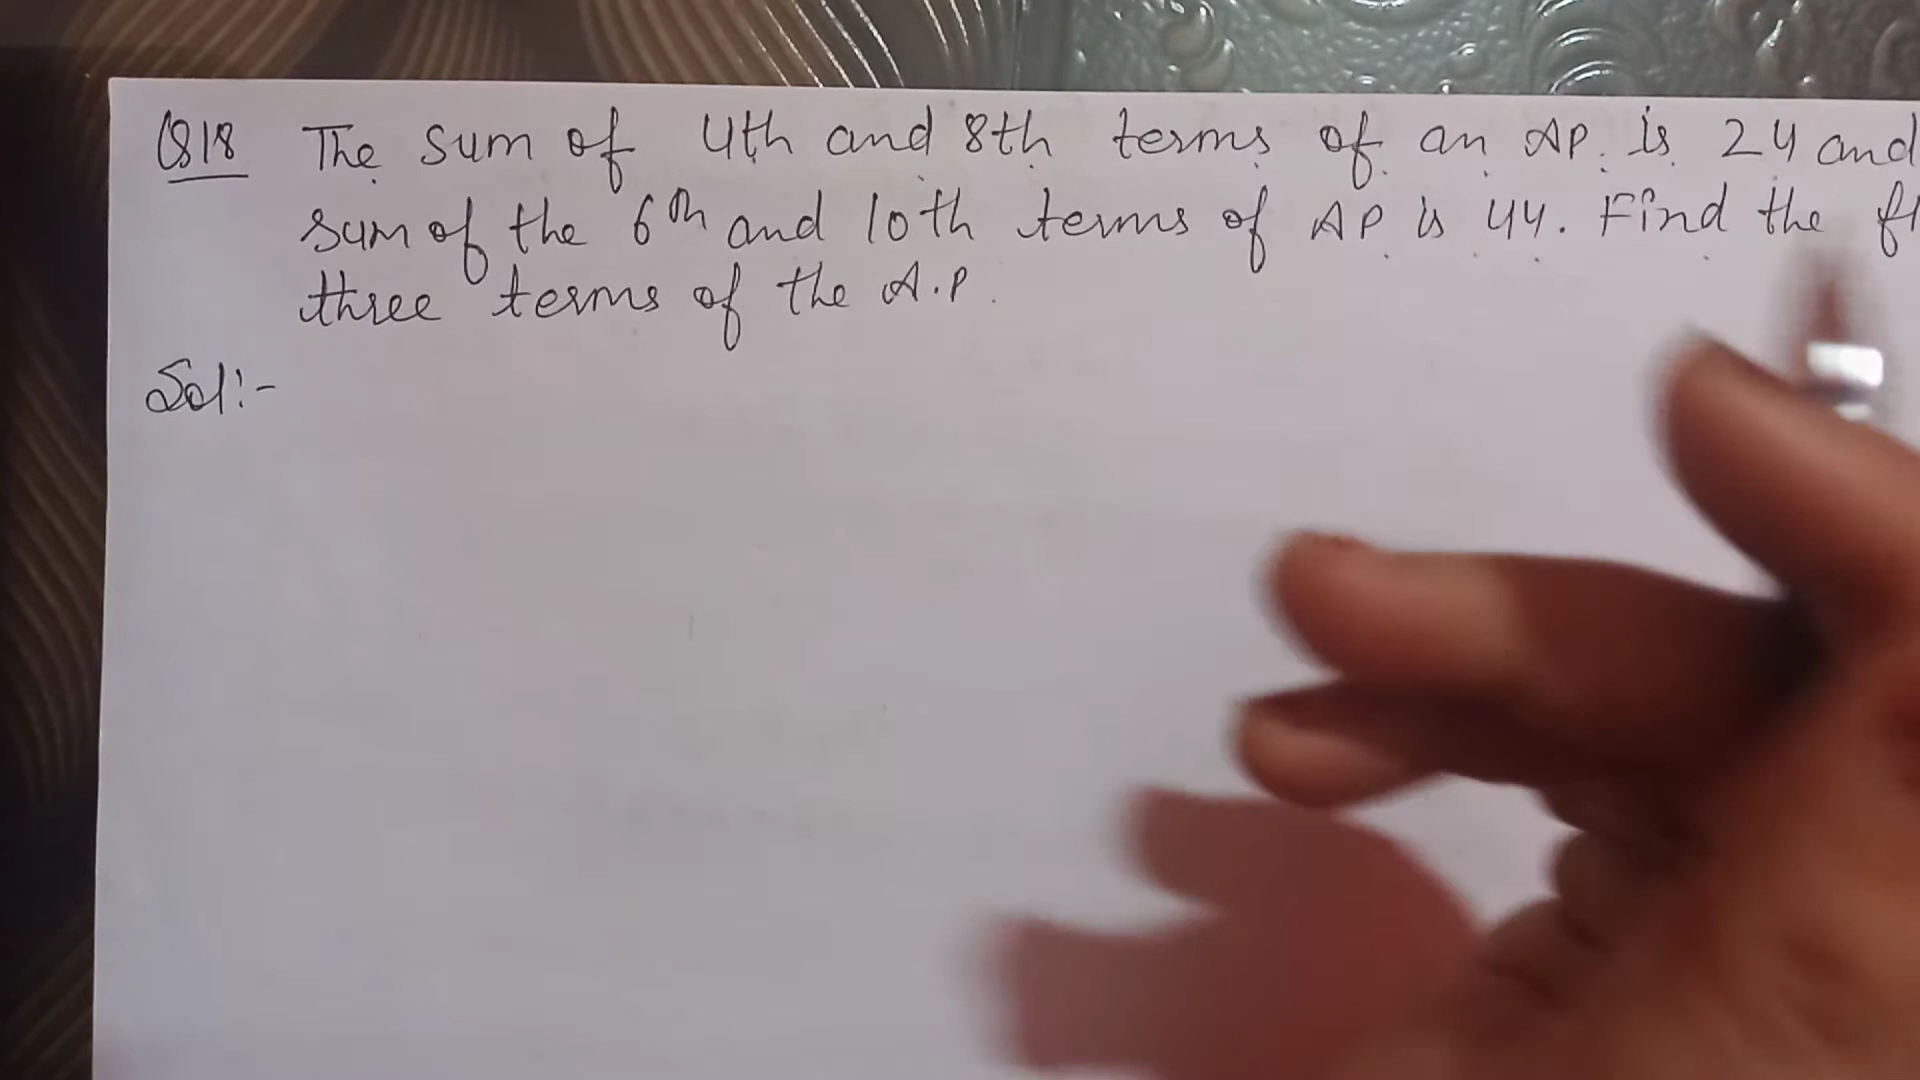 Q18 The sum of 4th and 8th terms of an AP. is 24 and
sum of the 6th and 10th terms of AP is 44. Find the
three terms of the A.P.
Sol:-